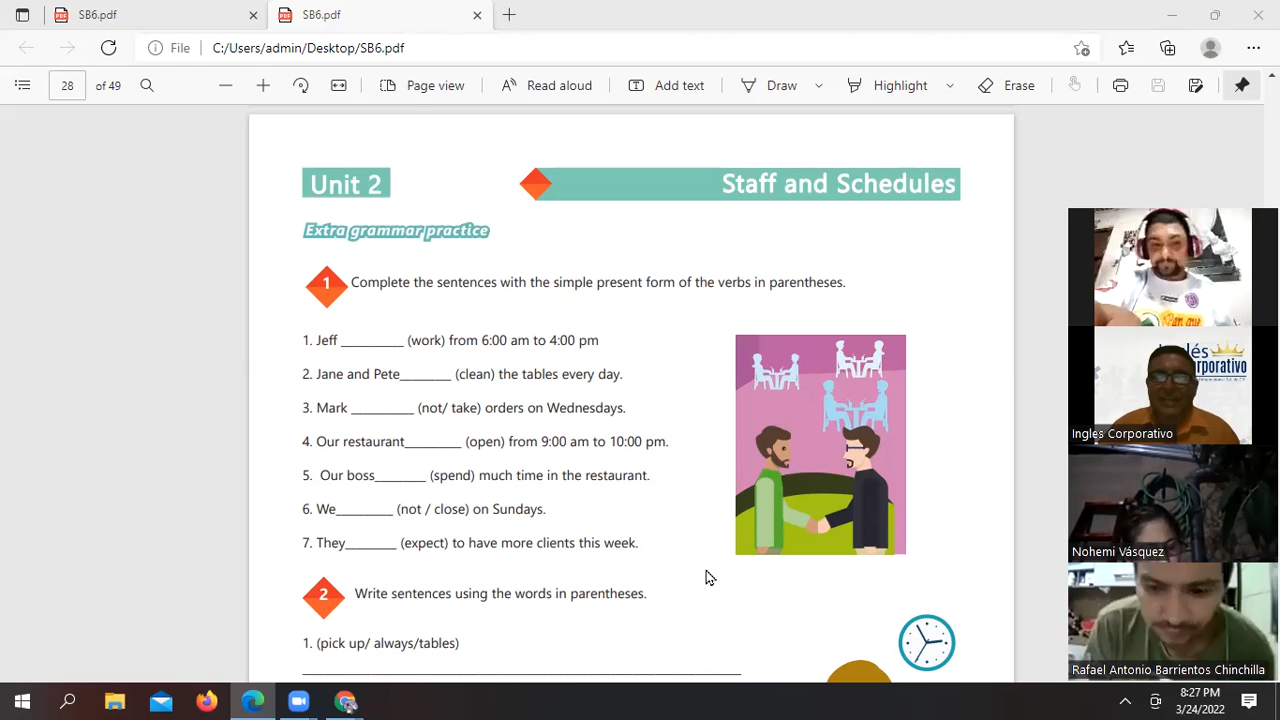 SB6.pdf
SB6.pdf
File
C:/Users/admin/Desktop/SB6.pdf
28
of 49
Page view
Read aloud
Add text
Draw
Highlight
Erase
Unit 2
Staff and Schedules
Extra grammar practice
1 Complete the sentences with the simple present form of the verbs in parentheses.
1. Jeff __________ (work) from 6:00 am to 4:00 pm
2. Jane and Pete________ (clean) the tables every day.
3. Mark __________ (not/ take) orders on Wednesdays.
4. Our restaurant_________ (open) from 9:00 am to 10:00 pm.
5. Our boss________ (spend) much time in the restaurant.
6. We_________ (not / close) on Sundays.
7. They________ (expect) to have more clients this week.
2 Write sentences using the words in parentheses.
1. (pick up/ always/tables)
Ingles Corporativo
Nohemi Vásquez
Rafael Antonio Barrientos Chinchilla
8:27 PM
3/24/2022